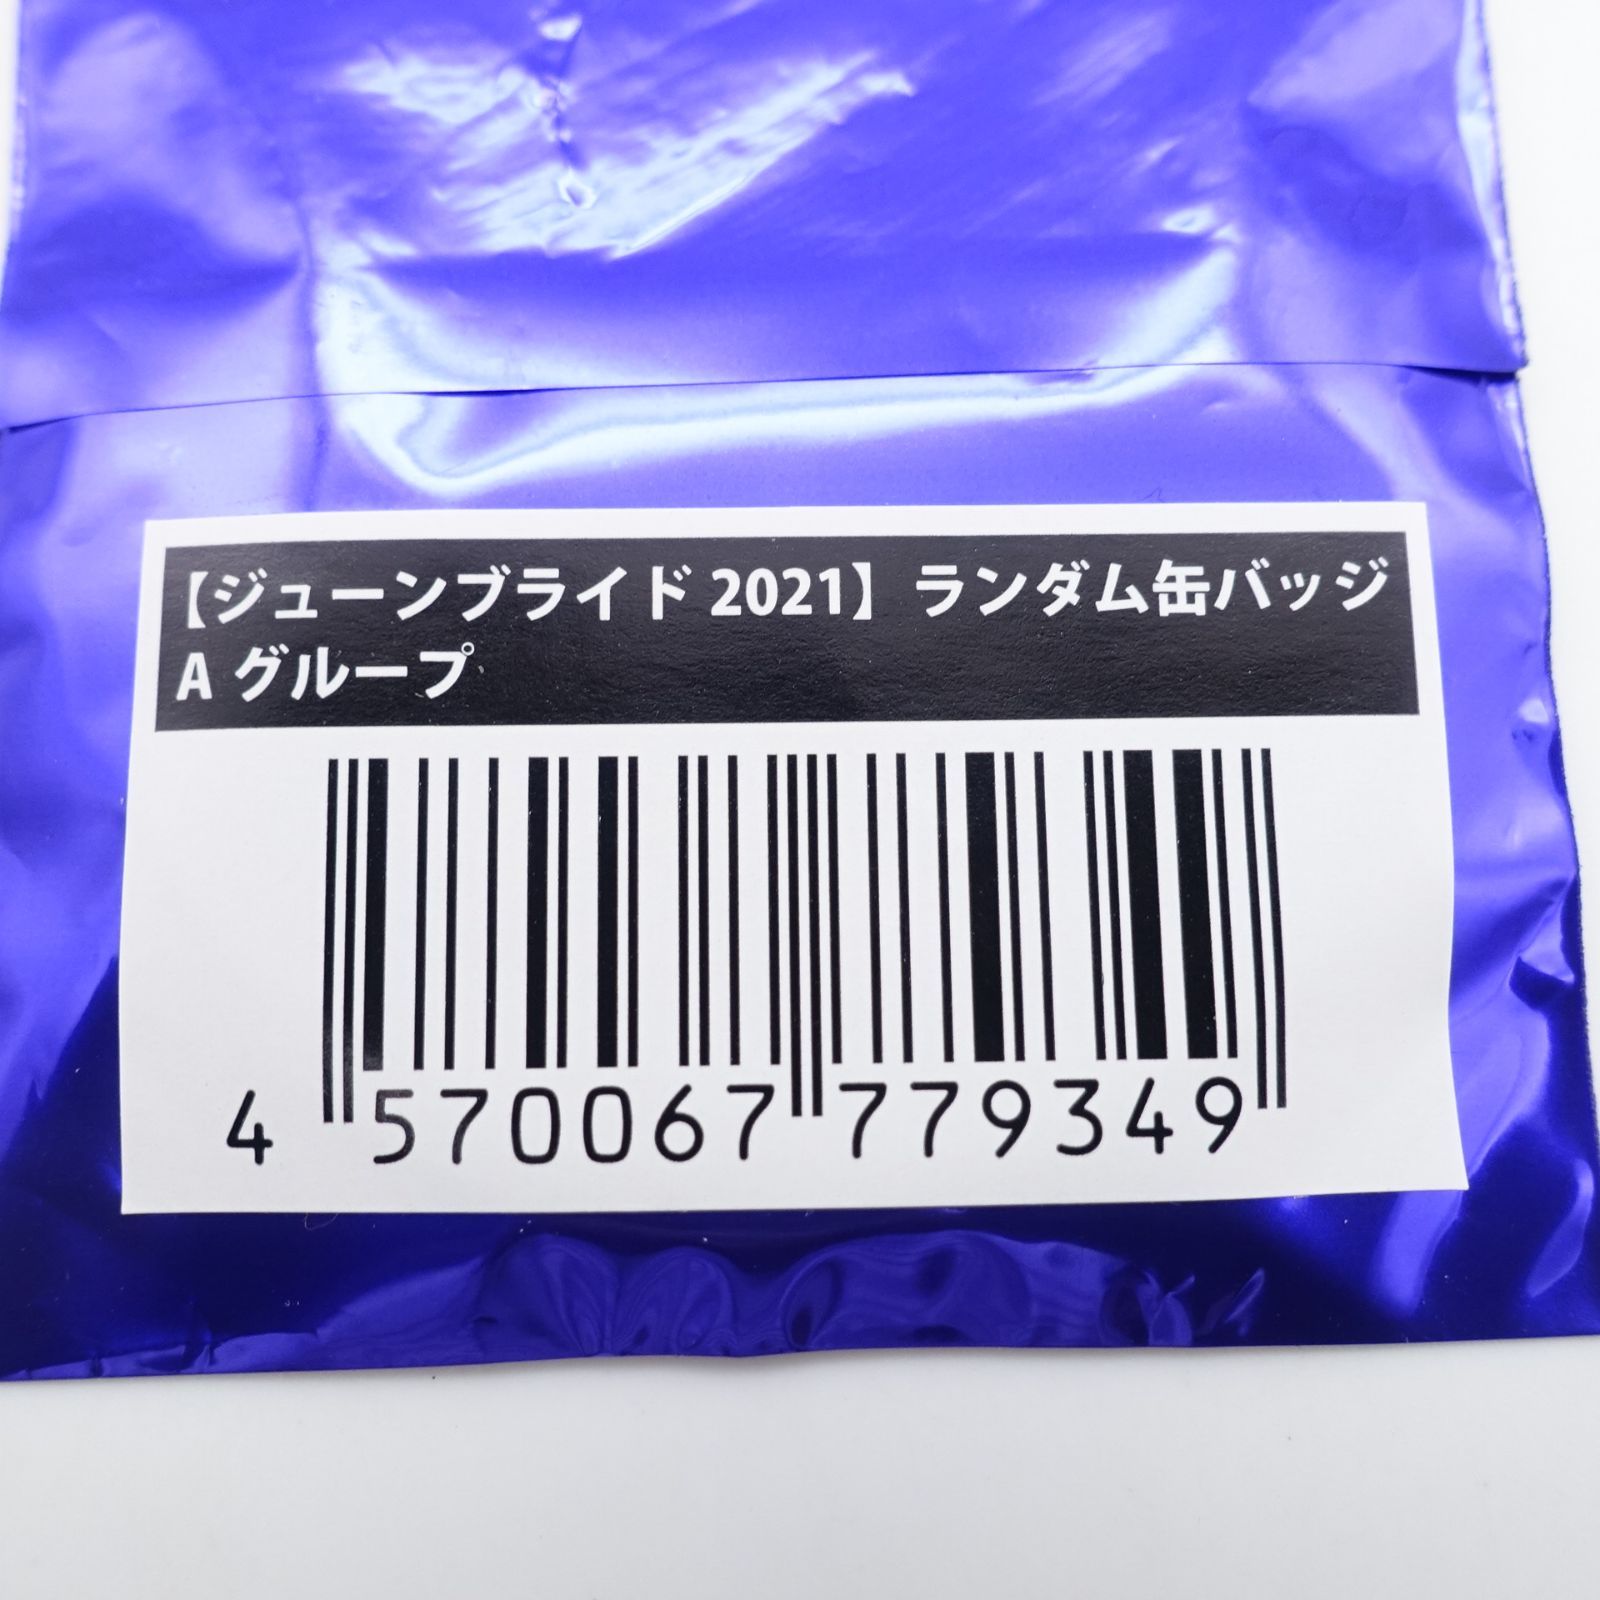 【ジューンブライド 2021】ランダム缶バッジ
A グループ
4 570067 779349